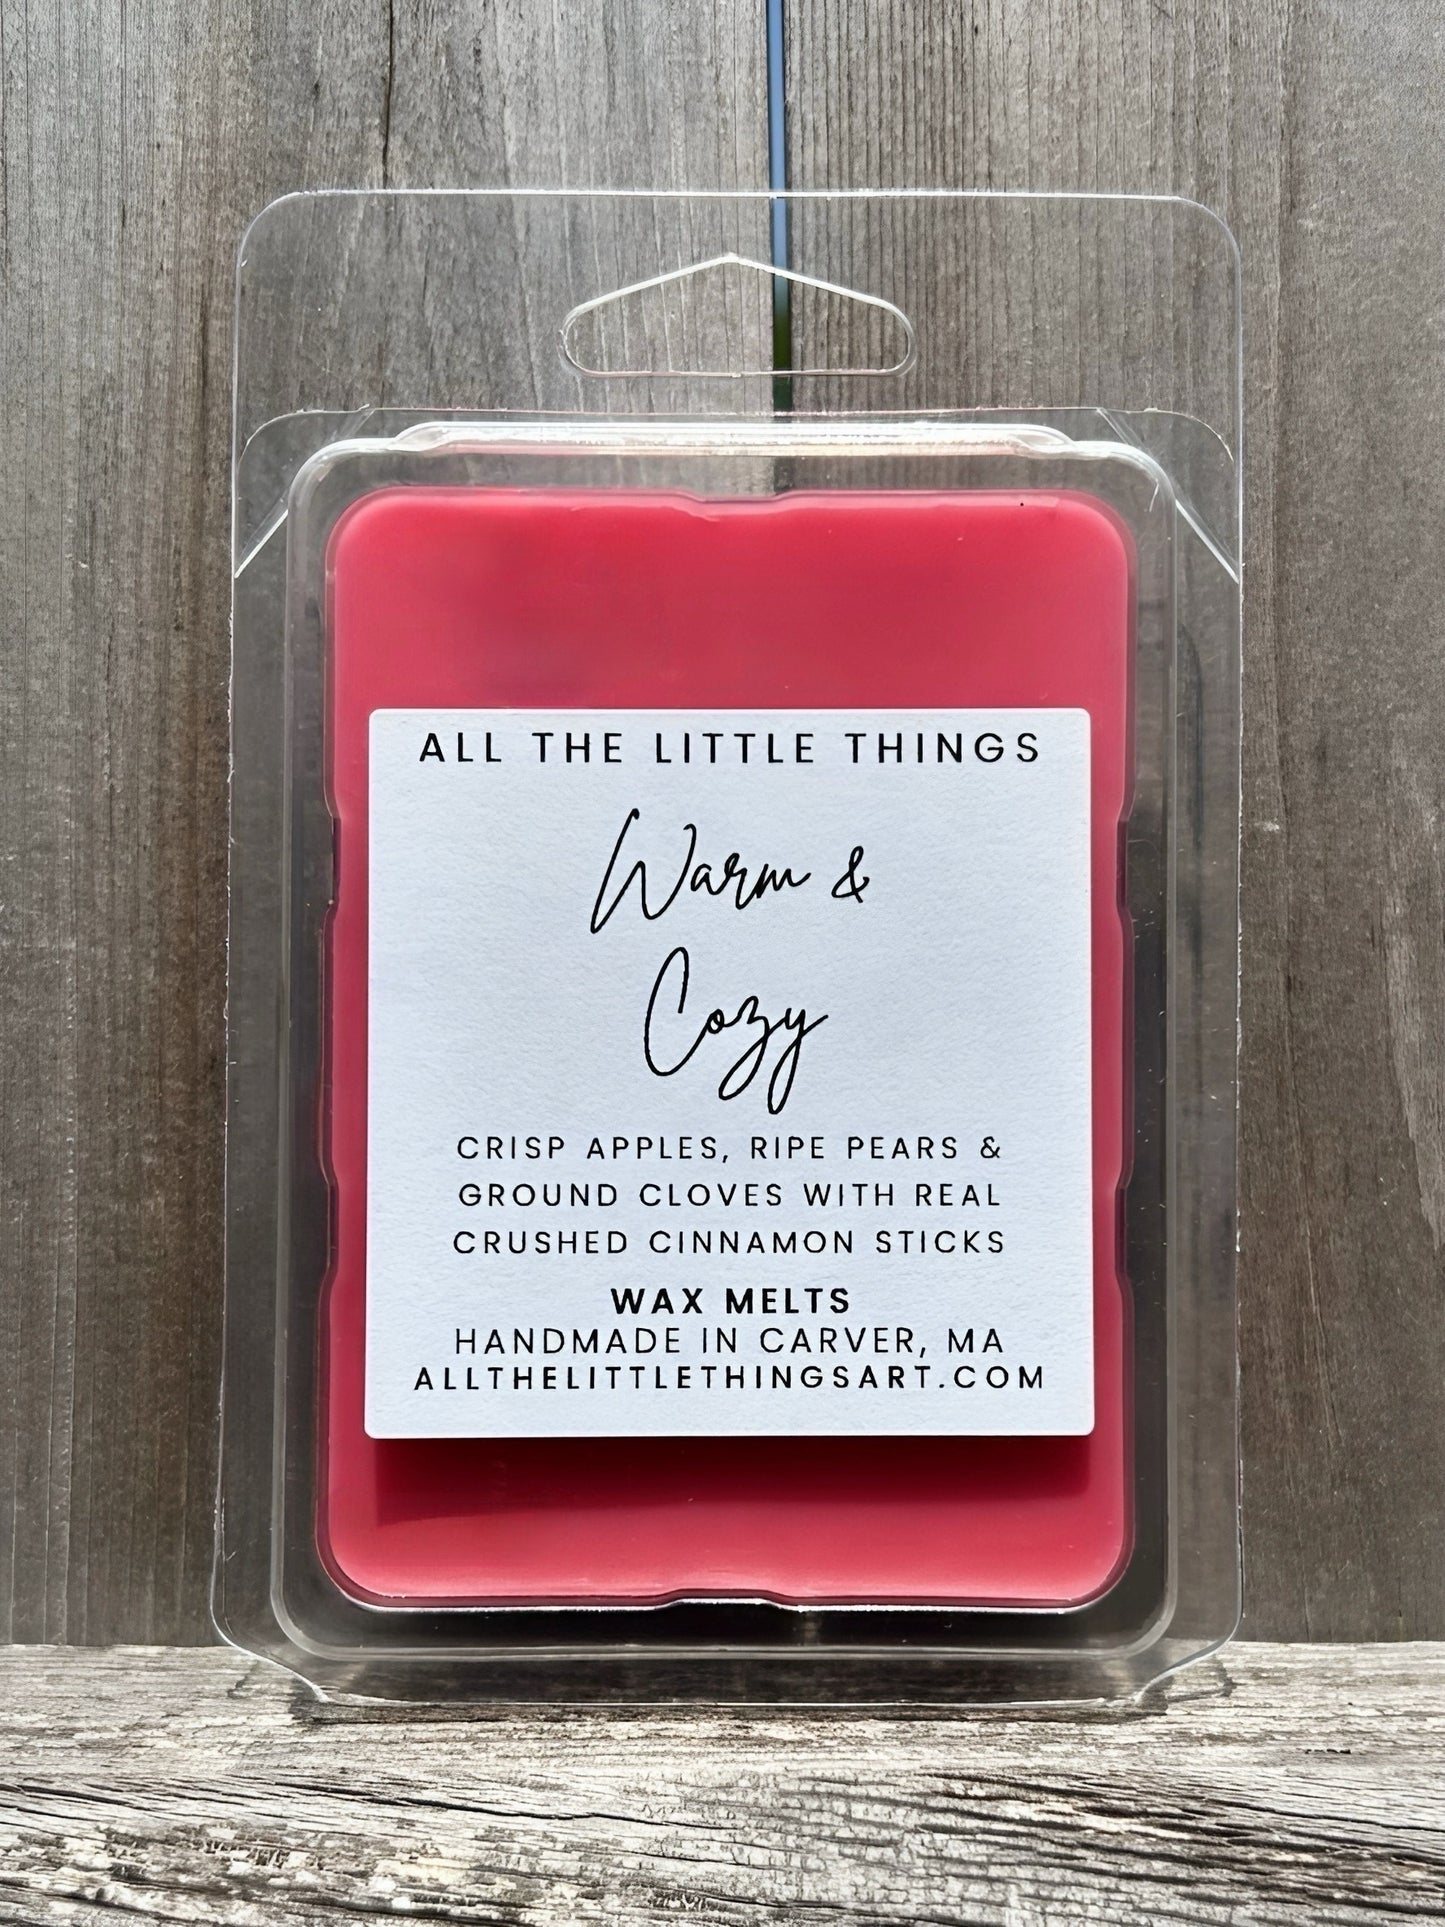 ALL THE LITTLE THINGS
Warm &
Cozy
CRISP APPLES, RIPE PEARS &
GROUND CLOVES WITH REAL
CRUSHED CINNAMON STICKS
WAX MELTS
HANDMADE IN CARVER, MA
ALLTHELITTLETHINGSART.COM